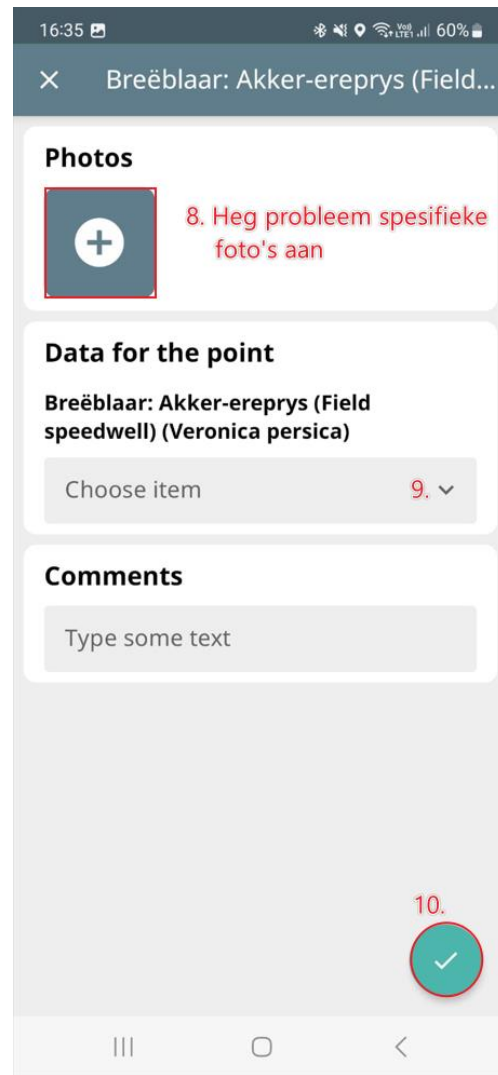 16:35 60%
Breëblaar: Akker-ereprys (Field...
Photos
8. Heg probleem spesifieke
foto's aan
Data for the point
Breëblaar: Akker-ereprys (Field
speedwell) (Veronica persica)
Choose item 9.
Comments
Type some text
10.